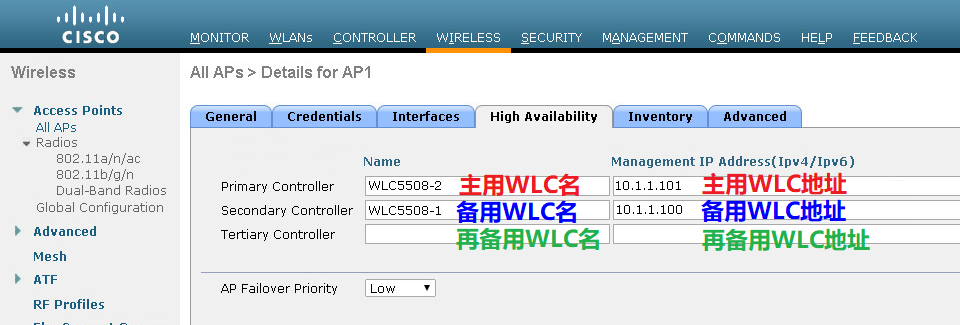 CISCO
MONITOR WLANs CONTROLLER WIRELESS SECURITY MANAGEMENT COMMANDS HELP FEEDBACK
Wireless
All APs > Details for AP1
Access Points
All APs
Radios
802.11a/n/ac
802.11b/g/n
Dual-Band Radios
Global Configuration
Advanced
Mesh
ATF
RF Profiles
General Credentials Interfaces High Availability Inventory Advanced
Name Management IP Address(Ipv4/Ipv6)
Primary Controller WLC5508-2 主用WLC名 10.1.1.101 主用WLC地址
Secondary Controller WLC5508-1 备用WLC名 10.1.1.100 备用WLC地址
Tertiary Controller 再备用WLC名 再备用WLC地址
AP Failover Priority Low